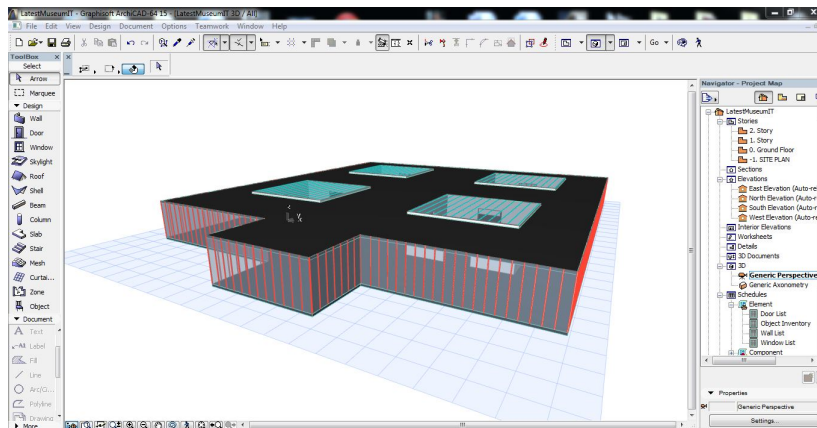 LatestMuseumIT - Graphisoft ArchiCAD-64 15 - [LatestMuseumIT 3D / All]
File Edit View Design Document Options Teamwork Window Help
Go
ToolBox
Select
Arrow
Marquee
Design
Wall
Door
Window
Skylight
Roof
Shell
Beam
Column
Slab
Stair
Mesh
Curtai...
Zone
Object
Document
Text
Label
Fill
Line
Arc/Ci...
Polyline
Drawing
More
Navigator - Project Map
LatestMuseumIT
Stories
2. Story
1. Story
0. Ground Floor
-1. SITE PLAN
Sections
Elevations
East Elevation (Auto-re
North Elevation (Auto-r
South Elevation (Auto-r
West Elevation (Auto-r
Interior Elevations
Worksheets
Details
3D Documents
3D
Generic Perspective
Generic Axonometry
Schedules
Element
Door List
Object Inventory
Wall List
Window List
Component
Properties
Generic Perspective
Settings...